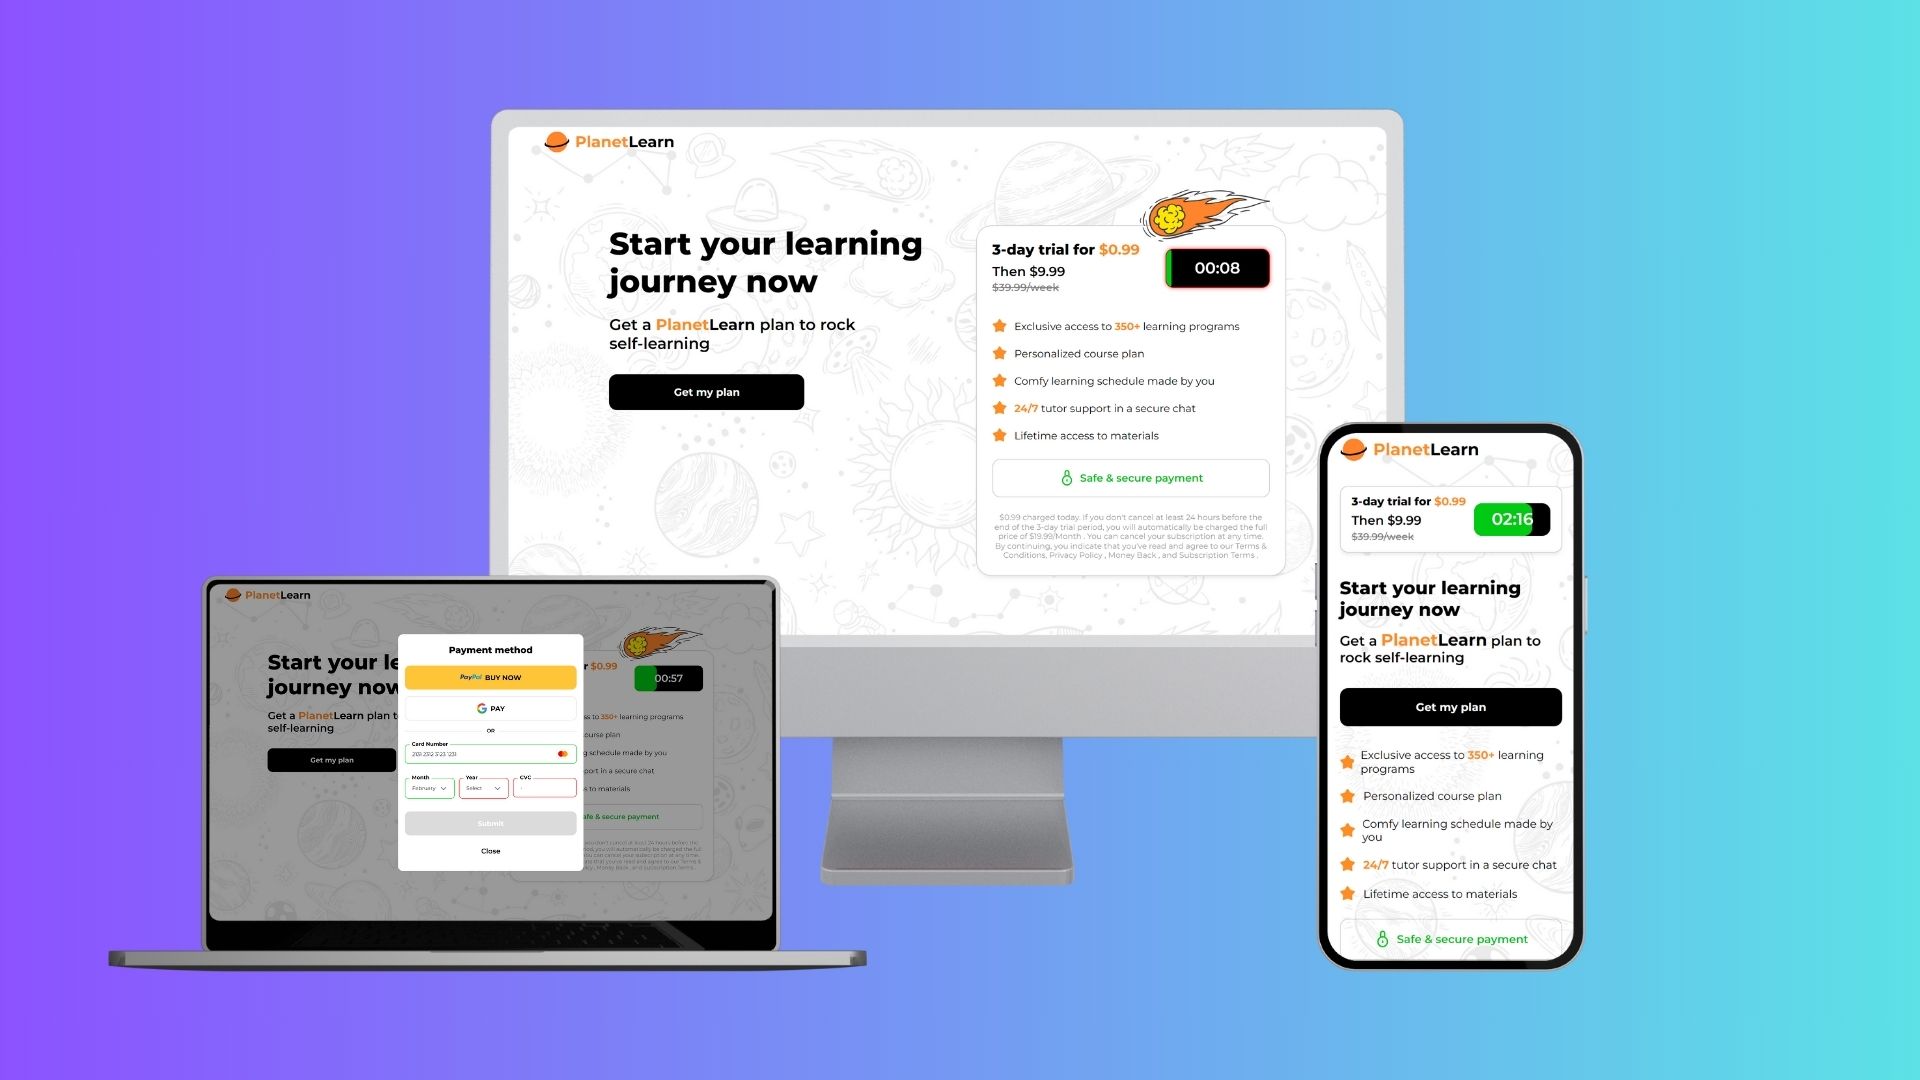 PlanetLearn
Start your learning
journey now
Get a PlanetLearn plan to rock
self-learning
Get my plan
3-day trial for $0.99
Then $9.99
$39.99/week
00:08
Exclusive access to 350+ learning programs
Personalized course plan
Comfy learning schedule made by you
24/7 tutor support in a secure chat
Lifetime access to materials
Safe & secure payment
$0.99 charged today. If you don't cancel at least 24 hours before the
end of the 3-day trial period, you will automatically be charged the full
price of $19.99/Month . You can cancel your subscription at any time.
By continuing, you indicate that you've read and agree to our Terms &
Conditions, Privacy Policy , Money Back , and Subscription Terms .
PlanetLearn
Start your le
journey now
Get a PlanetLearn plan t
self-learning
Get my plan
Payment method
PayPal BUY NOW
G PAY
OR
Card Number
Month
February
Year
Select
CVC
Submit
Close
r $0.99
00:57
ss to 350+ learning programs
ourse plan
g schedule made by you
port in a secure chat
s to materials
afe & secure payment
PlanetLearn
3-day trial for $0.99
Then $9.99
$39.99/week
02:16
Start your learning
journey now
Get a PlanetLearn plan to
rock self-learning
Get my plan
Exclusive access to 350+ learning
programs
Personalized course plan
Comfy learning schedule made by
you
24/7 tutor support in a secure chat
Lifetime access to materials
Safe & secure payment